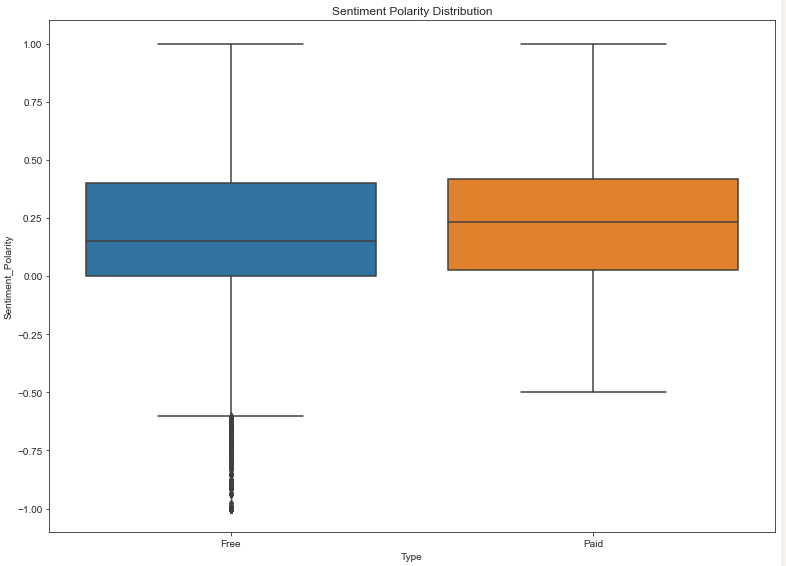 Sentiment Polarity Distribution
1.00
0.75
0.50
0.25
0.00
−0.25
−0.50
−0.75
−1.00
Sentiment_Polarity
Free
Paid
Type